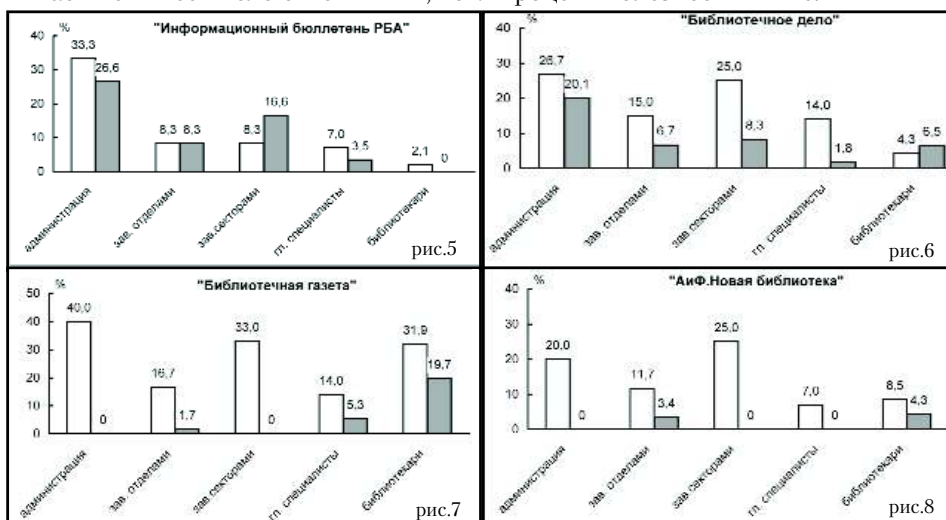 % "Информационный бюллетень РБА"
40
30
20
10
0
33,3 26,6 8,3 8,3 8,3 16,6 7,0 3,5 2,1 0
администрация зав. отделами зав.секторами гл. специалисты библиотекари
рис.5
% "Библиотечное дело"
40
30
20
10
0
26,7 20,1 15,0 6,7 25,0 8,3 14,0 1,8 4,3 6,5
администрация зав. отделами зав.секторами гл. специалисты библиотекари
рис.6
% "Библиотечная газета"
50
40
30
20
10
0
40,0 0 16,7 1,7 33,0 0 14,0 5,3 31,9 19,7
администрация зав. отделами зав.секторами гл. специалисты библиотекари
рис.7
% "АиФ.Новая библиотека"
40
30
20
10
0
20,0 0 11,7 3,4 25,0 0 7,0 0 8,5 4,3
администрация зав. отделами зав.секторами гл. специалисты библиотекари
рис.8